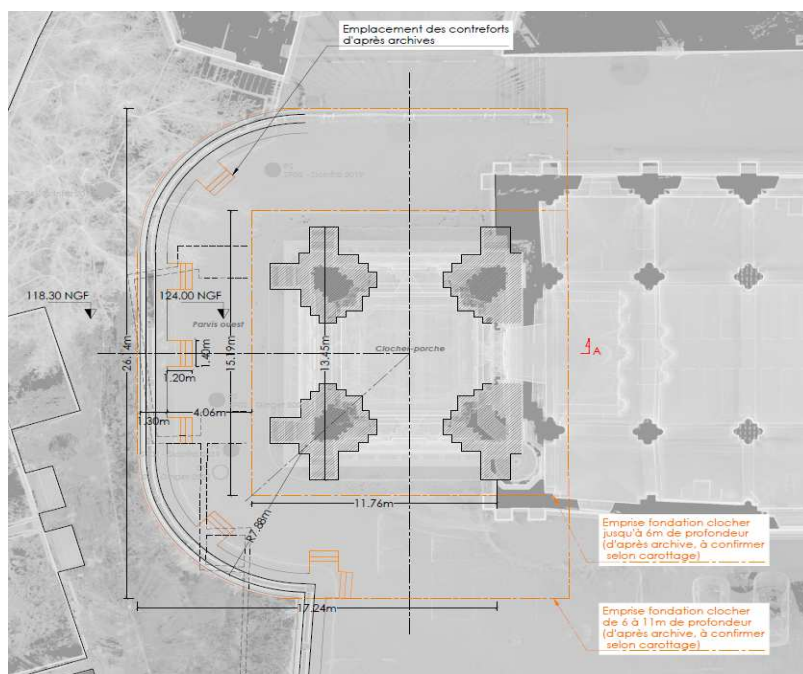 Emplacement des contreforts
d'après archives
118.30 NGF
124.00 NGF
Parvis ouest
26.14m
15.19m
13.45m
1.40m
Clocher-porche
A
1.20m
1.30m
4.06m
11.76m
R7.88m
17.24m
Emprise fondation clocher
jusqu'à 6m de profondeur
(d'après archive, à confirmer
selon carottage)
Emprise fondation clocher
de 6 à 11m de profondeur
(d'après archive, à confirmer
selon carottage)